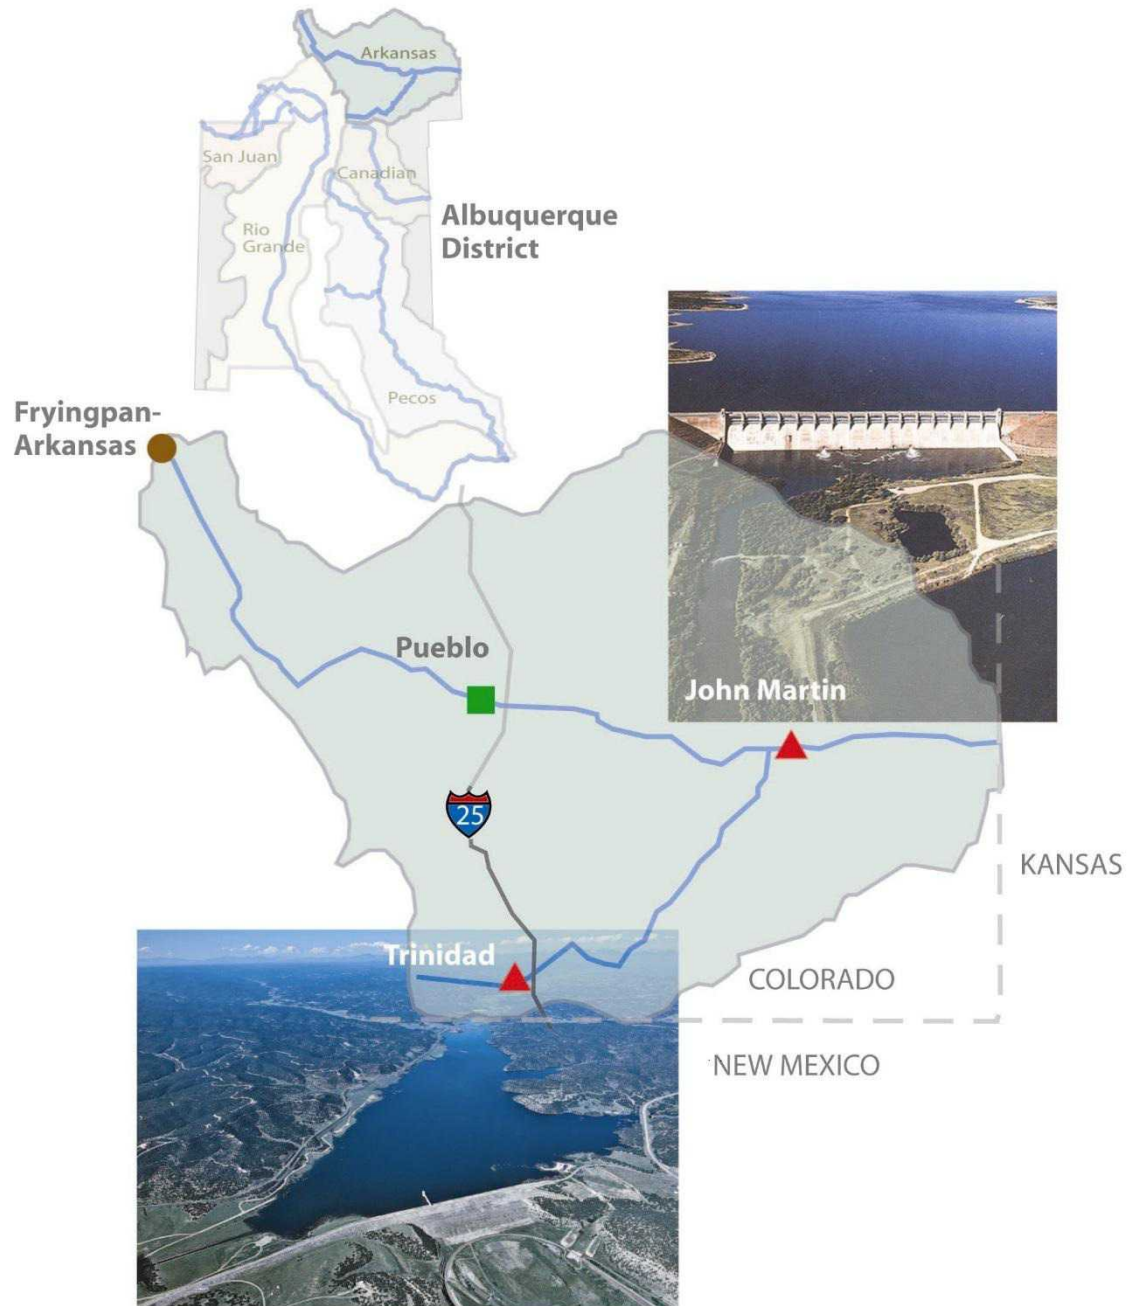 Arkansas
San Juan
Canadian
Albuquerque
District
Rio
Grande
Pecos
Fryingpan-
Arkansas
Pueblo
John Martin
25
KANSAS
Trinidad
COLORADO
NEW MEXICO